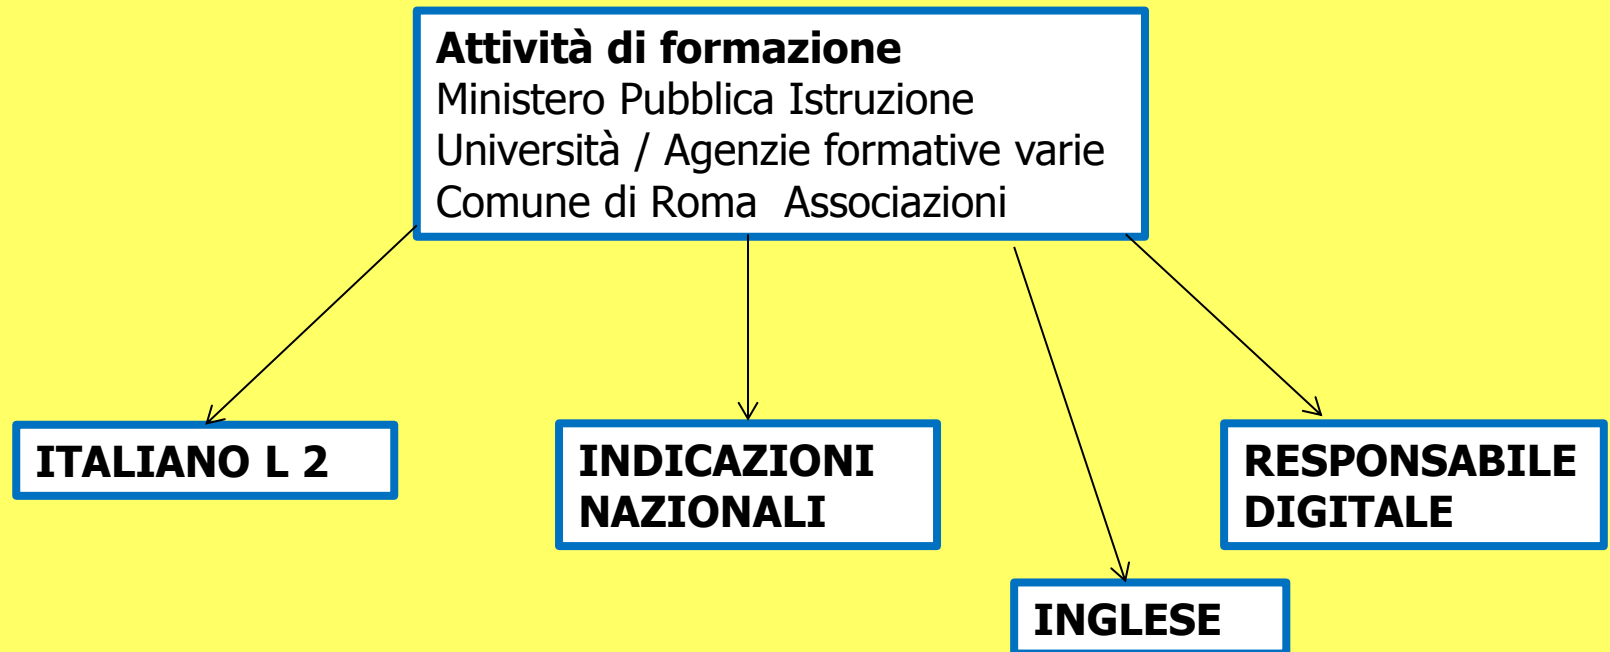 Attività di formazione
Ministero Pubblica Istruzione
Università / Agenzie formative varie
Comune di Roma  Associazioni
ITALIANO L 2
INDICAZIONI
NAZIONALI
RESPONSABILE
DIGITALE
INGLESE